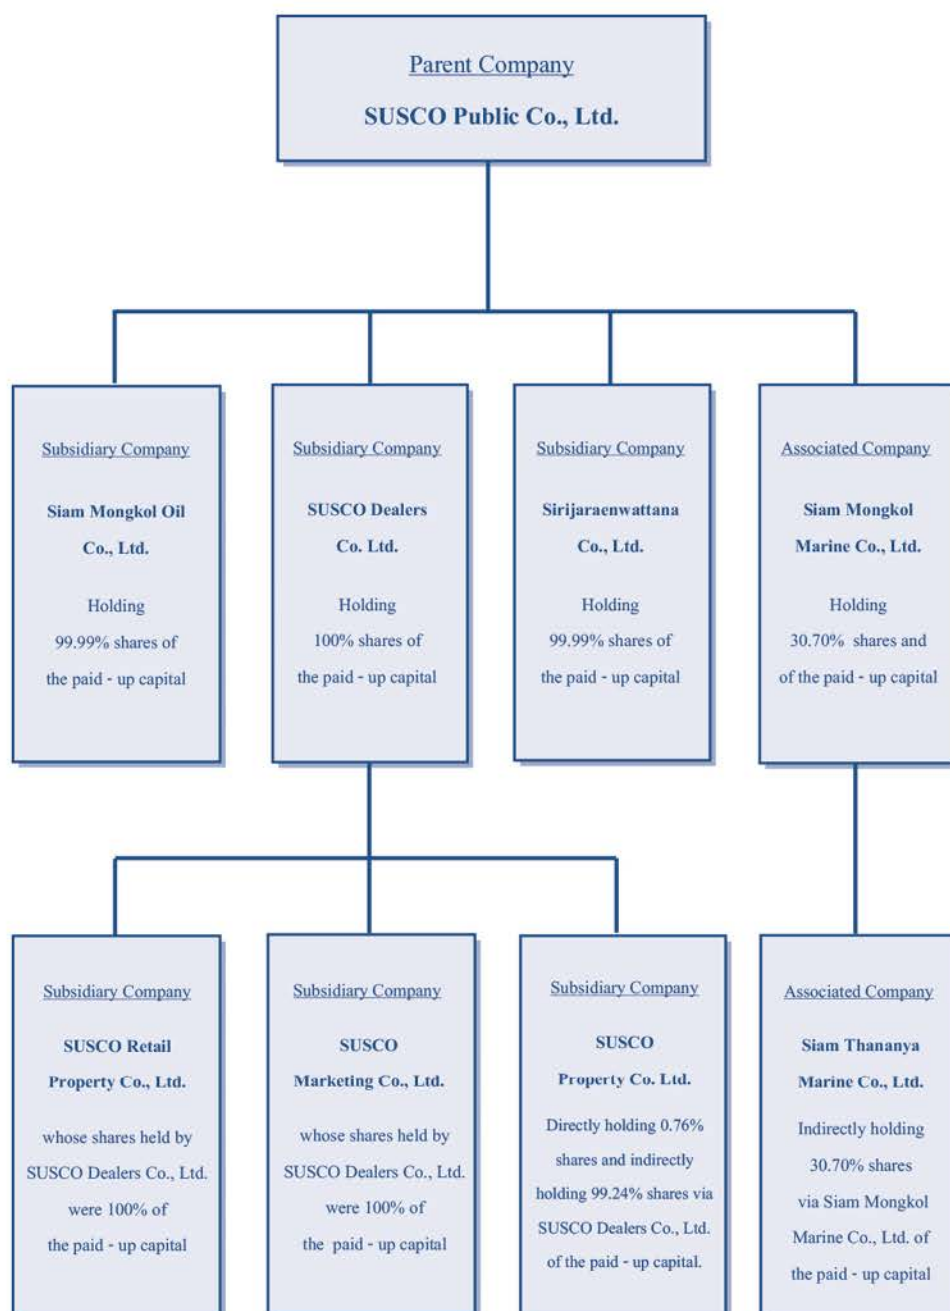 Parent Company
SUSCO Public Co., Ltd.
Subsidiary Company
Siam Mongkol Oil
Co., Ltd.
Holding
99.99% shares of
the paid - up capital
Subsidiary Company
SUSCO Dealers
Co. Ltd.
Holding
100% shares of
the paid - up capital
Subsidiary Company
Sirijaraenwattana
Co., Ltd.
Holding
99.99% shares of
the paid - up capital
Associated Company
Siam Mongkol
Marine Co., Ltd.
Holding
30.70% shares and
of the paid - up capital
Subsidiary Company
SUSCO Retail
Property Co., Ltd.
whose shares held by
SUSCO Dealers Co., Ltd.
were 100% of
the paid - up capital
Subsidiary Company
SUSCO
Marketing Co., Ltd.
whose shares held by
SUSCO Dealers Co., Ltd.
were 100% of
the paid - up capital
Subsidiary Company
SUSCO
Property Co. Ltd.
Directly holding 0.76%
shares and indirectly
holding 99.24% shares via
SUSCO Dealers Co., Ltd.
of the paid - up capital.
Associated Company
Siam Thananya
Marine Co., Ltd.
Indirectly holding
30.70% shares
via Siam Mongkol
Marine Co., Ltd. of
the paid - up capital